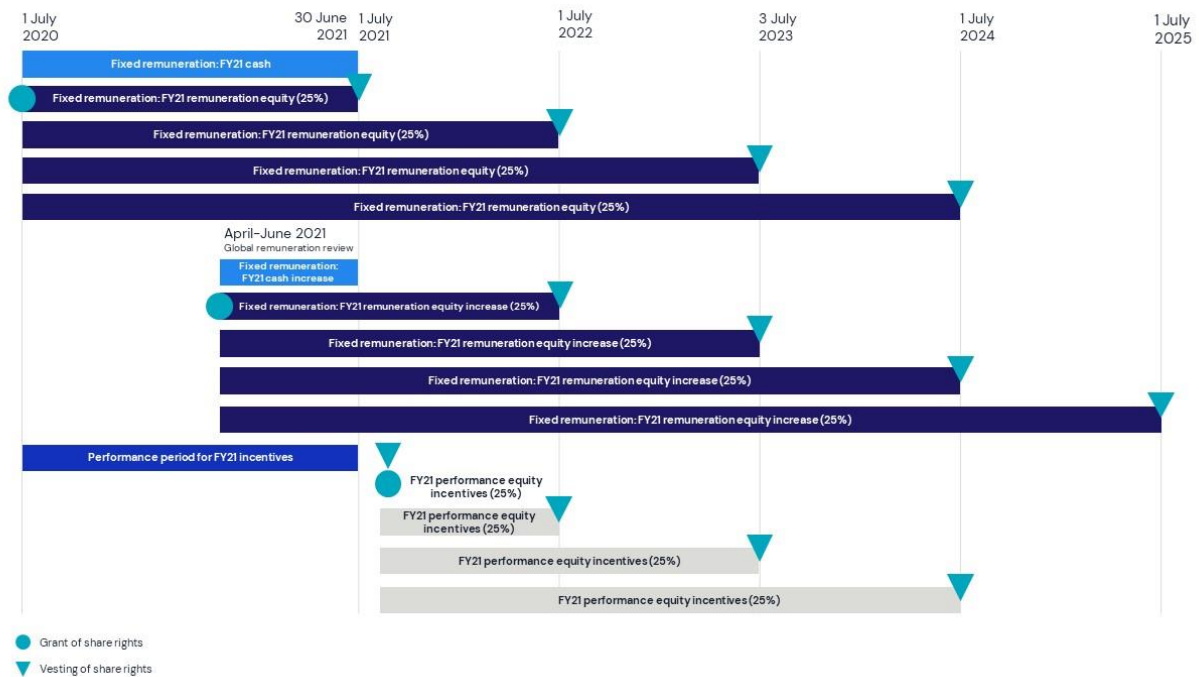 1 July
2020
30 June
2021
1 July
2021
1 July
2022
3 July
2023
1 July
2024
1 July
2025
Fixed remuneration: FY21 cash
Fixed remuneration: FY21 remuneration equity (25%)
Fixed remuneration: FY21 remuneration equity (25%)
Fixed remuneration: FY21 remuneration equity (25%)
Fixed remuneration: FY21 remuneration equity (25%)
April-June 2021
Global remuneration review
Fixed remuneration:
FY21 cash increase
Fixed remuneration: FY21 remuneration equity increase (25%)
Fixed remuneration: FY21 remuneration equity increase (25%)
Fixed remuneration: FY21 remuneration equity increase (25%)
Fixed remuneration: FY21 remuneration equity increase (25%)
Performance period for FY21 incentives
FY21 performance equity
incentives (25%)
FY21 performance equity
incentives (25%)
FY21 performance equity incentives (25%)
FY21 performance equity incentives (25%)
Grant of share rights
Vesting of share rights